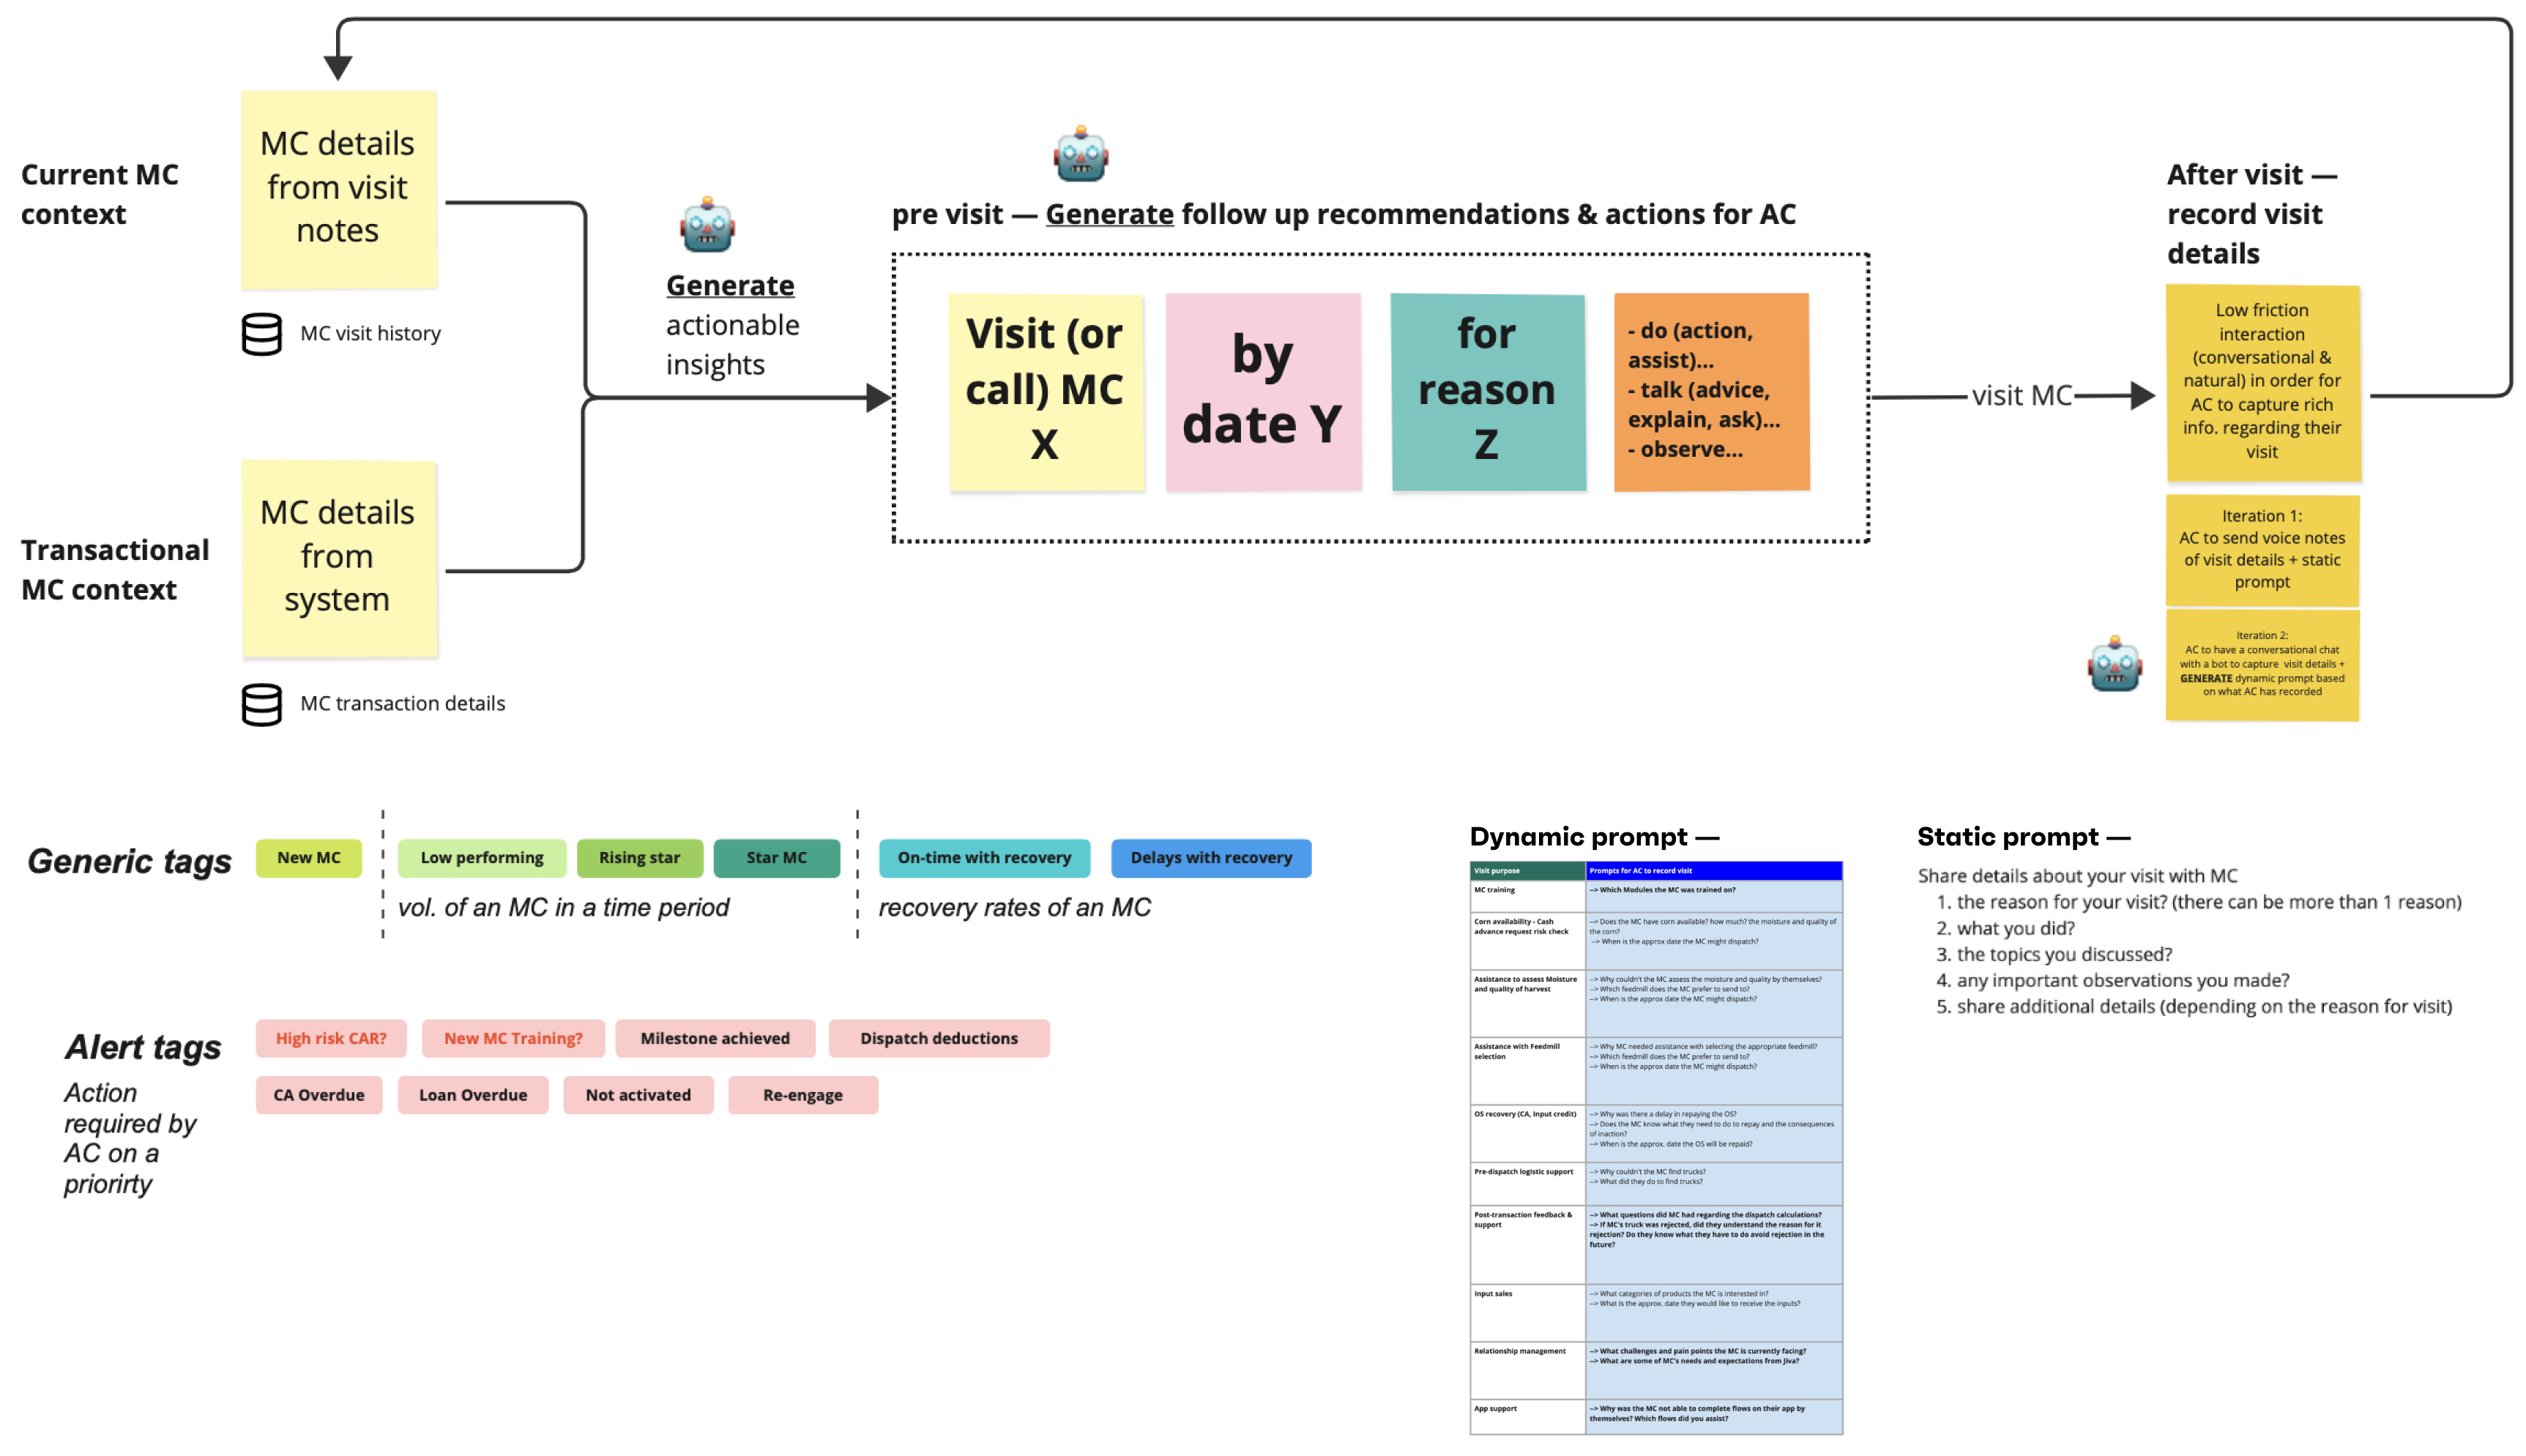 Current MC
context
MC details
from visit
notes
MC visit history
Transactional
MC context
MC details
from
system
MC transaction details
Generate
actionable
insights
pre visit — Generate follow up recommendations & actions for AC
Visit (or
call) MC
X
by
date Y
for
reason
Z
- do (action,
assist)...
- talk (advice,
explain, ask)...
- observe...
visit MC
After visit —
record visit
details
Low friction
interaction
(conversational &
natural) in order for
AC to capture rich
info. regarding their
visit
Iteration 1:
AC to send voice notes
of visit details + static
prompt
Iteration 2:
AC to have a conversational chat
with a bot to capture visit details +
GENERATE dynamic prompt based
on what AC has recorded
Generic tags
New MC
Low performing
Rising star
Star MC
On-time with recovery
Delays with recovery
vol. of an MC in a time period
recovery rates of an MC
Alert tags
Action
required by
AC on a
priorirty
High risk CAR?
New MC Training?
Milestone achieved
Dispatch deductions
CA Overdue
Loan Overdue
Not activated
Re-engage
Dynamic prompt —
Visit purpose
Prompts for AC to record visit
MC training
--> Which Modules the MC was trained on?
Corn availability - Cash
advance request risk check
--> Does the MC have corn available? how much? the moisture and quality of
the corn?
--> When is the approx date the MC might dispatch?
Assistance to assess Moisture
and quality of harvest
--> Why couldn't the MC assess the moisture and quality by themselves?
--> Which feedmill does the MC prefer to send to?
--> When is the approx date the MC might dispatch?
Assistance with Feedmill
selection
--> Why MC needed assistance with selecting the appropriate feedmill?
--> Which feedmill does the MC prefer to send to?
--> When is the approx date the MC might dispatch?
OS recovery (CA, Input credit)
--> Why was there a delay in repaying the OS?
--> Does the MC know what they need to do to repay and the consequences
of inaction?
--> When is the approx. date the OS will be repaid?
Pre-dispatch logistic support
--> Why couldn't the MC find trucks?
--> What did they do to find trucks?
Post-transaction feedback &
support
--> What questions did MC had regarding the dispatch calculations?
--> If MC's truck was rejected, did they understand the reason for it
rejection? Do they know what they have to do avoid rejection in the
future?
Input sales
--> What categories of products the MC is interested in?
--> What is the approx. date they would like to receive the inputs?
Relationship management
--> What challenges and pain points the MC is currently facing?
--> What are some of MC's needs and expectations from Jiva?
App support
--> Why was the MC not able to complete flows on their app by
themselves? Which flows did you assist?
Static prompt —
Share details about your visit with MC
1. the reason for your visit? (there can be more than 1 reason)
2. what you did?
3. the topics you discussed?
4. any important observations you made?
5. share additional details (depending on the reason for visit)